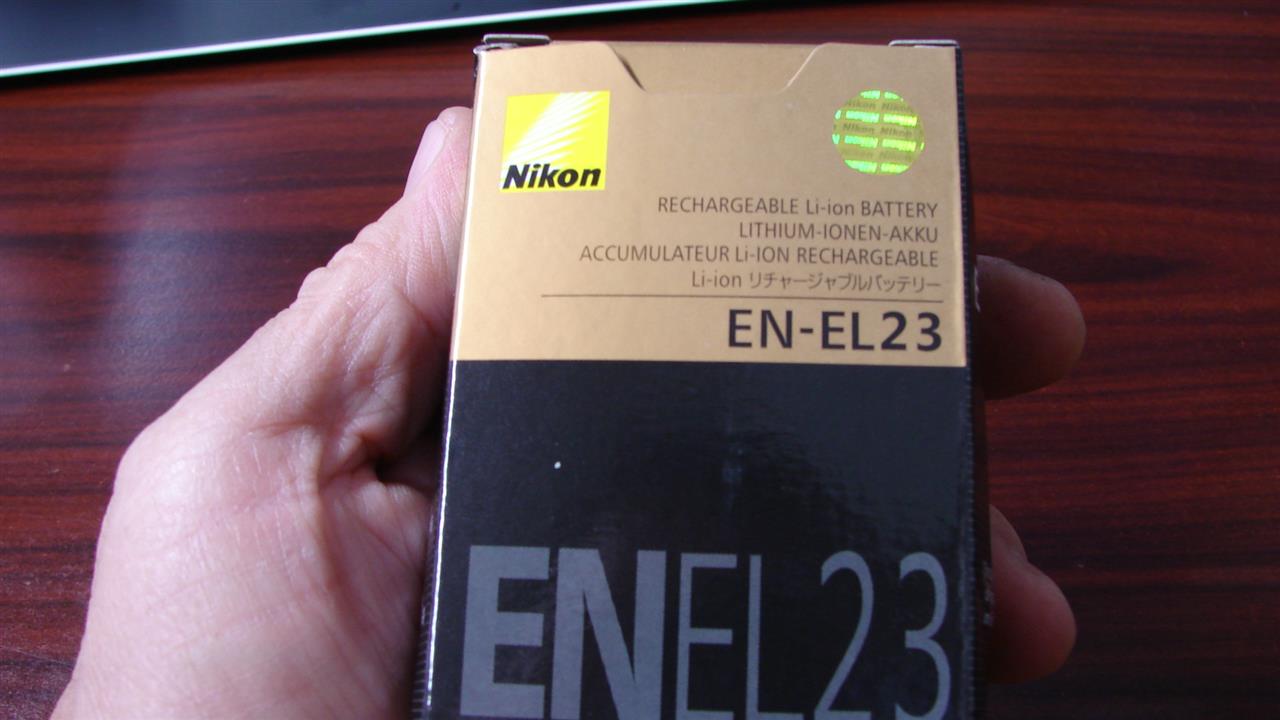 Nikon
RECHARGEABLE Li-ion BATTERY
LITHIUM-IONEN-AKKU
ACCUMULATEUR Li-ION RECHARGEABLE
Li-ion リチャージャブルバッテリー
EN-EL23
ENEL23